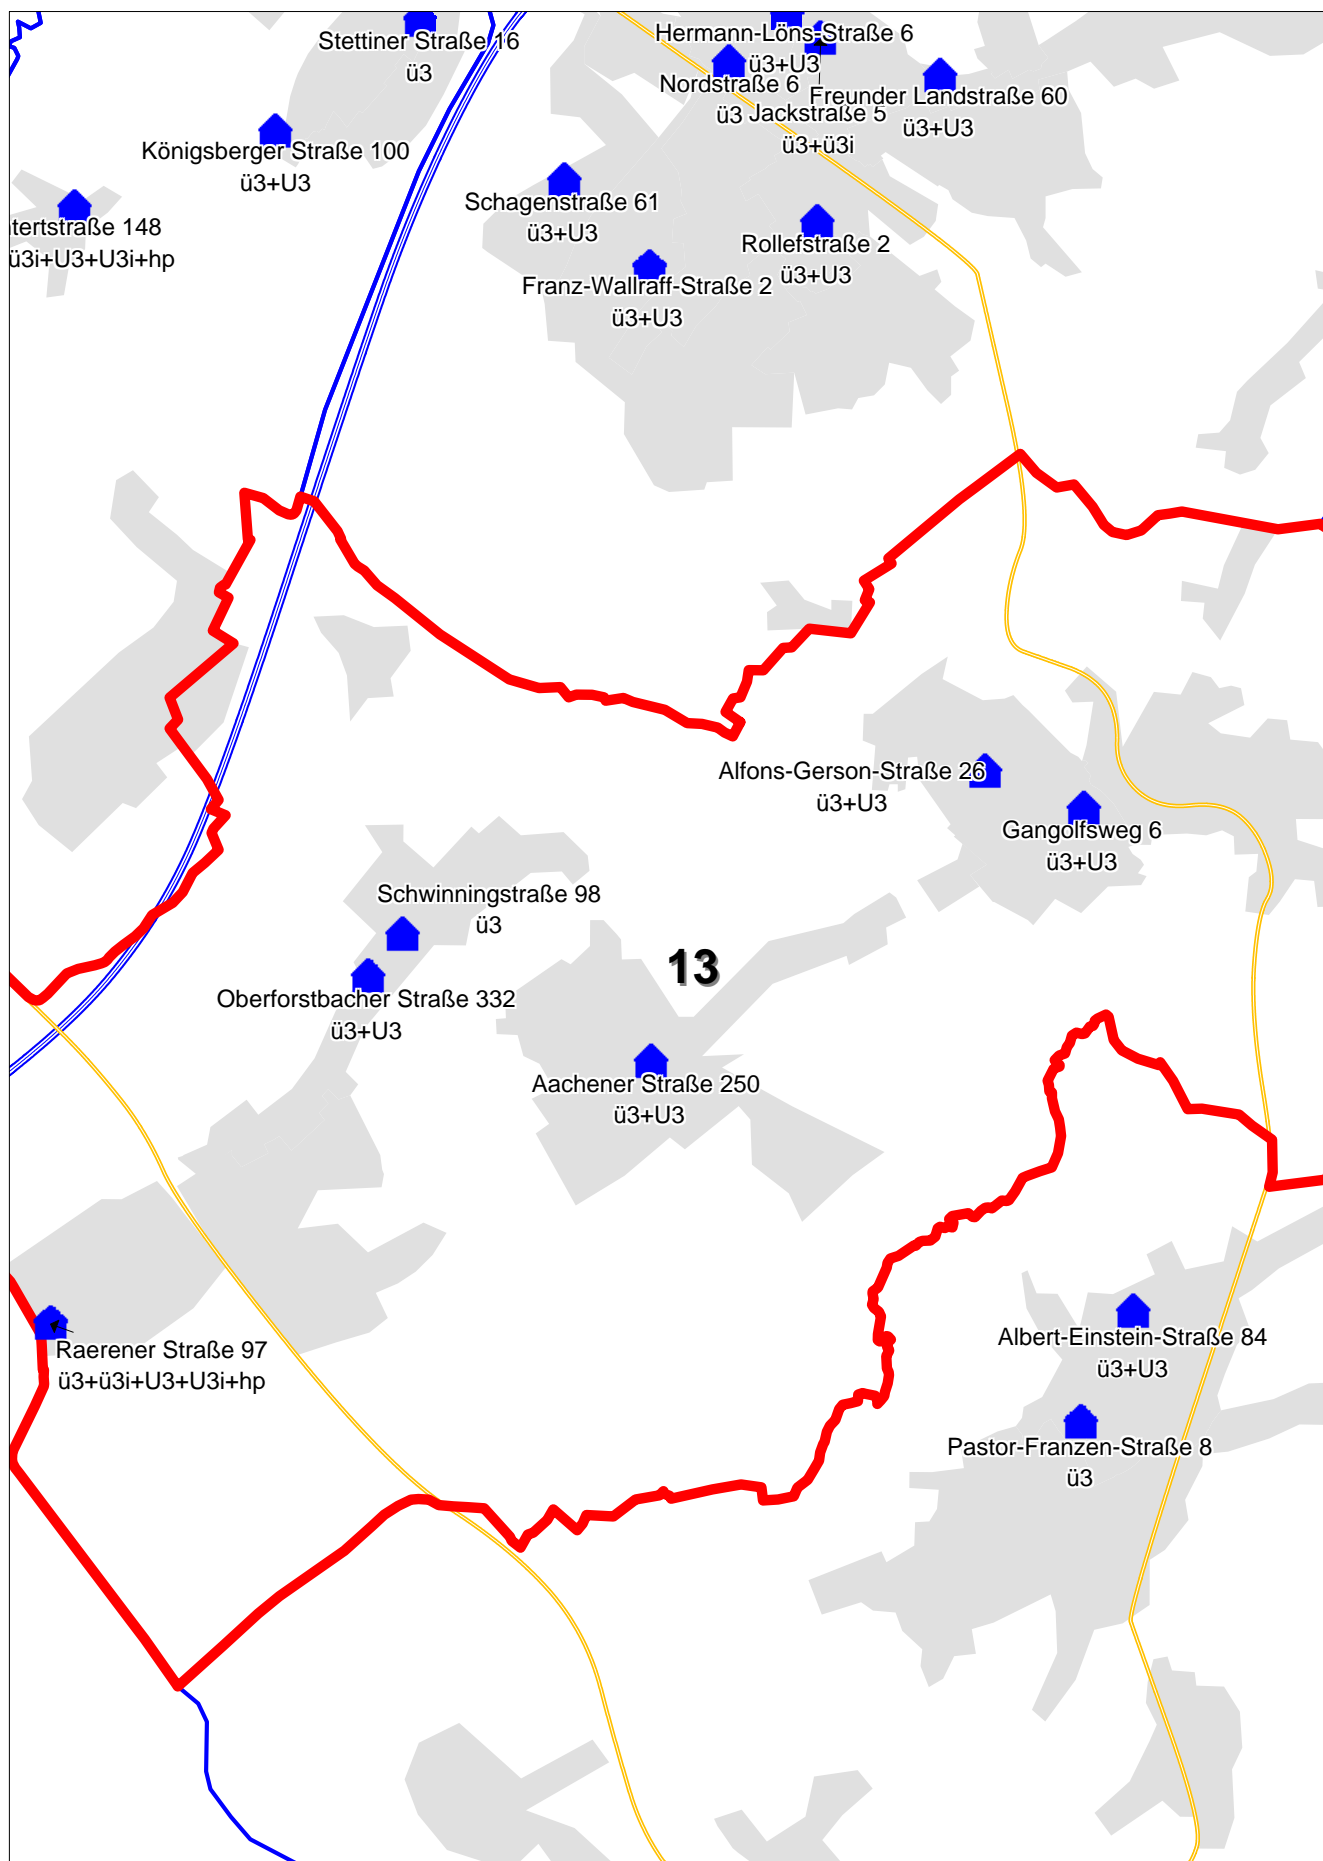 Stettiner Straße 16
ü3
Hermann-Löns-Straße 6
ü3+U3
Nordstraße 6
ü3
Jackstraße 5
ü3+ü3i
Freunder Landstraße 60
ü3+U3
Königsberger Straße 100
ü3+U3
Schagenstraße 61
ü3+U3
tertstraße 148
ü3i+U3+U3i+hp
Rollefstraße 2
ü3+U3
Franz-Wallraff-Straße 2
ü3+U3
Alfons-Gerson-Straße 26
ü3+U3
Gangolfsweg 6
ü3+U3
Schwinningstraße 98
ü3
13
Oberforstbacher Straße 332
ü3+U3
Aachener Straße 250
ü3+U3
Raerener Straße 97
ü3+ü3i+U3+U3i+hp
Albert-Einstein-Straße 84
ü3+U3
Pastor-Franzen-Straße 8
ü3